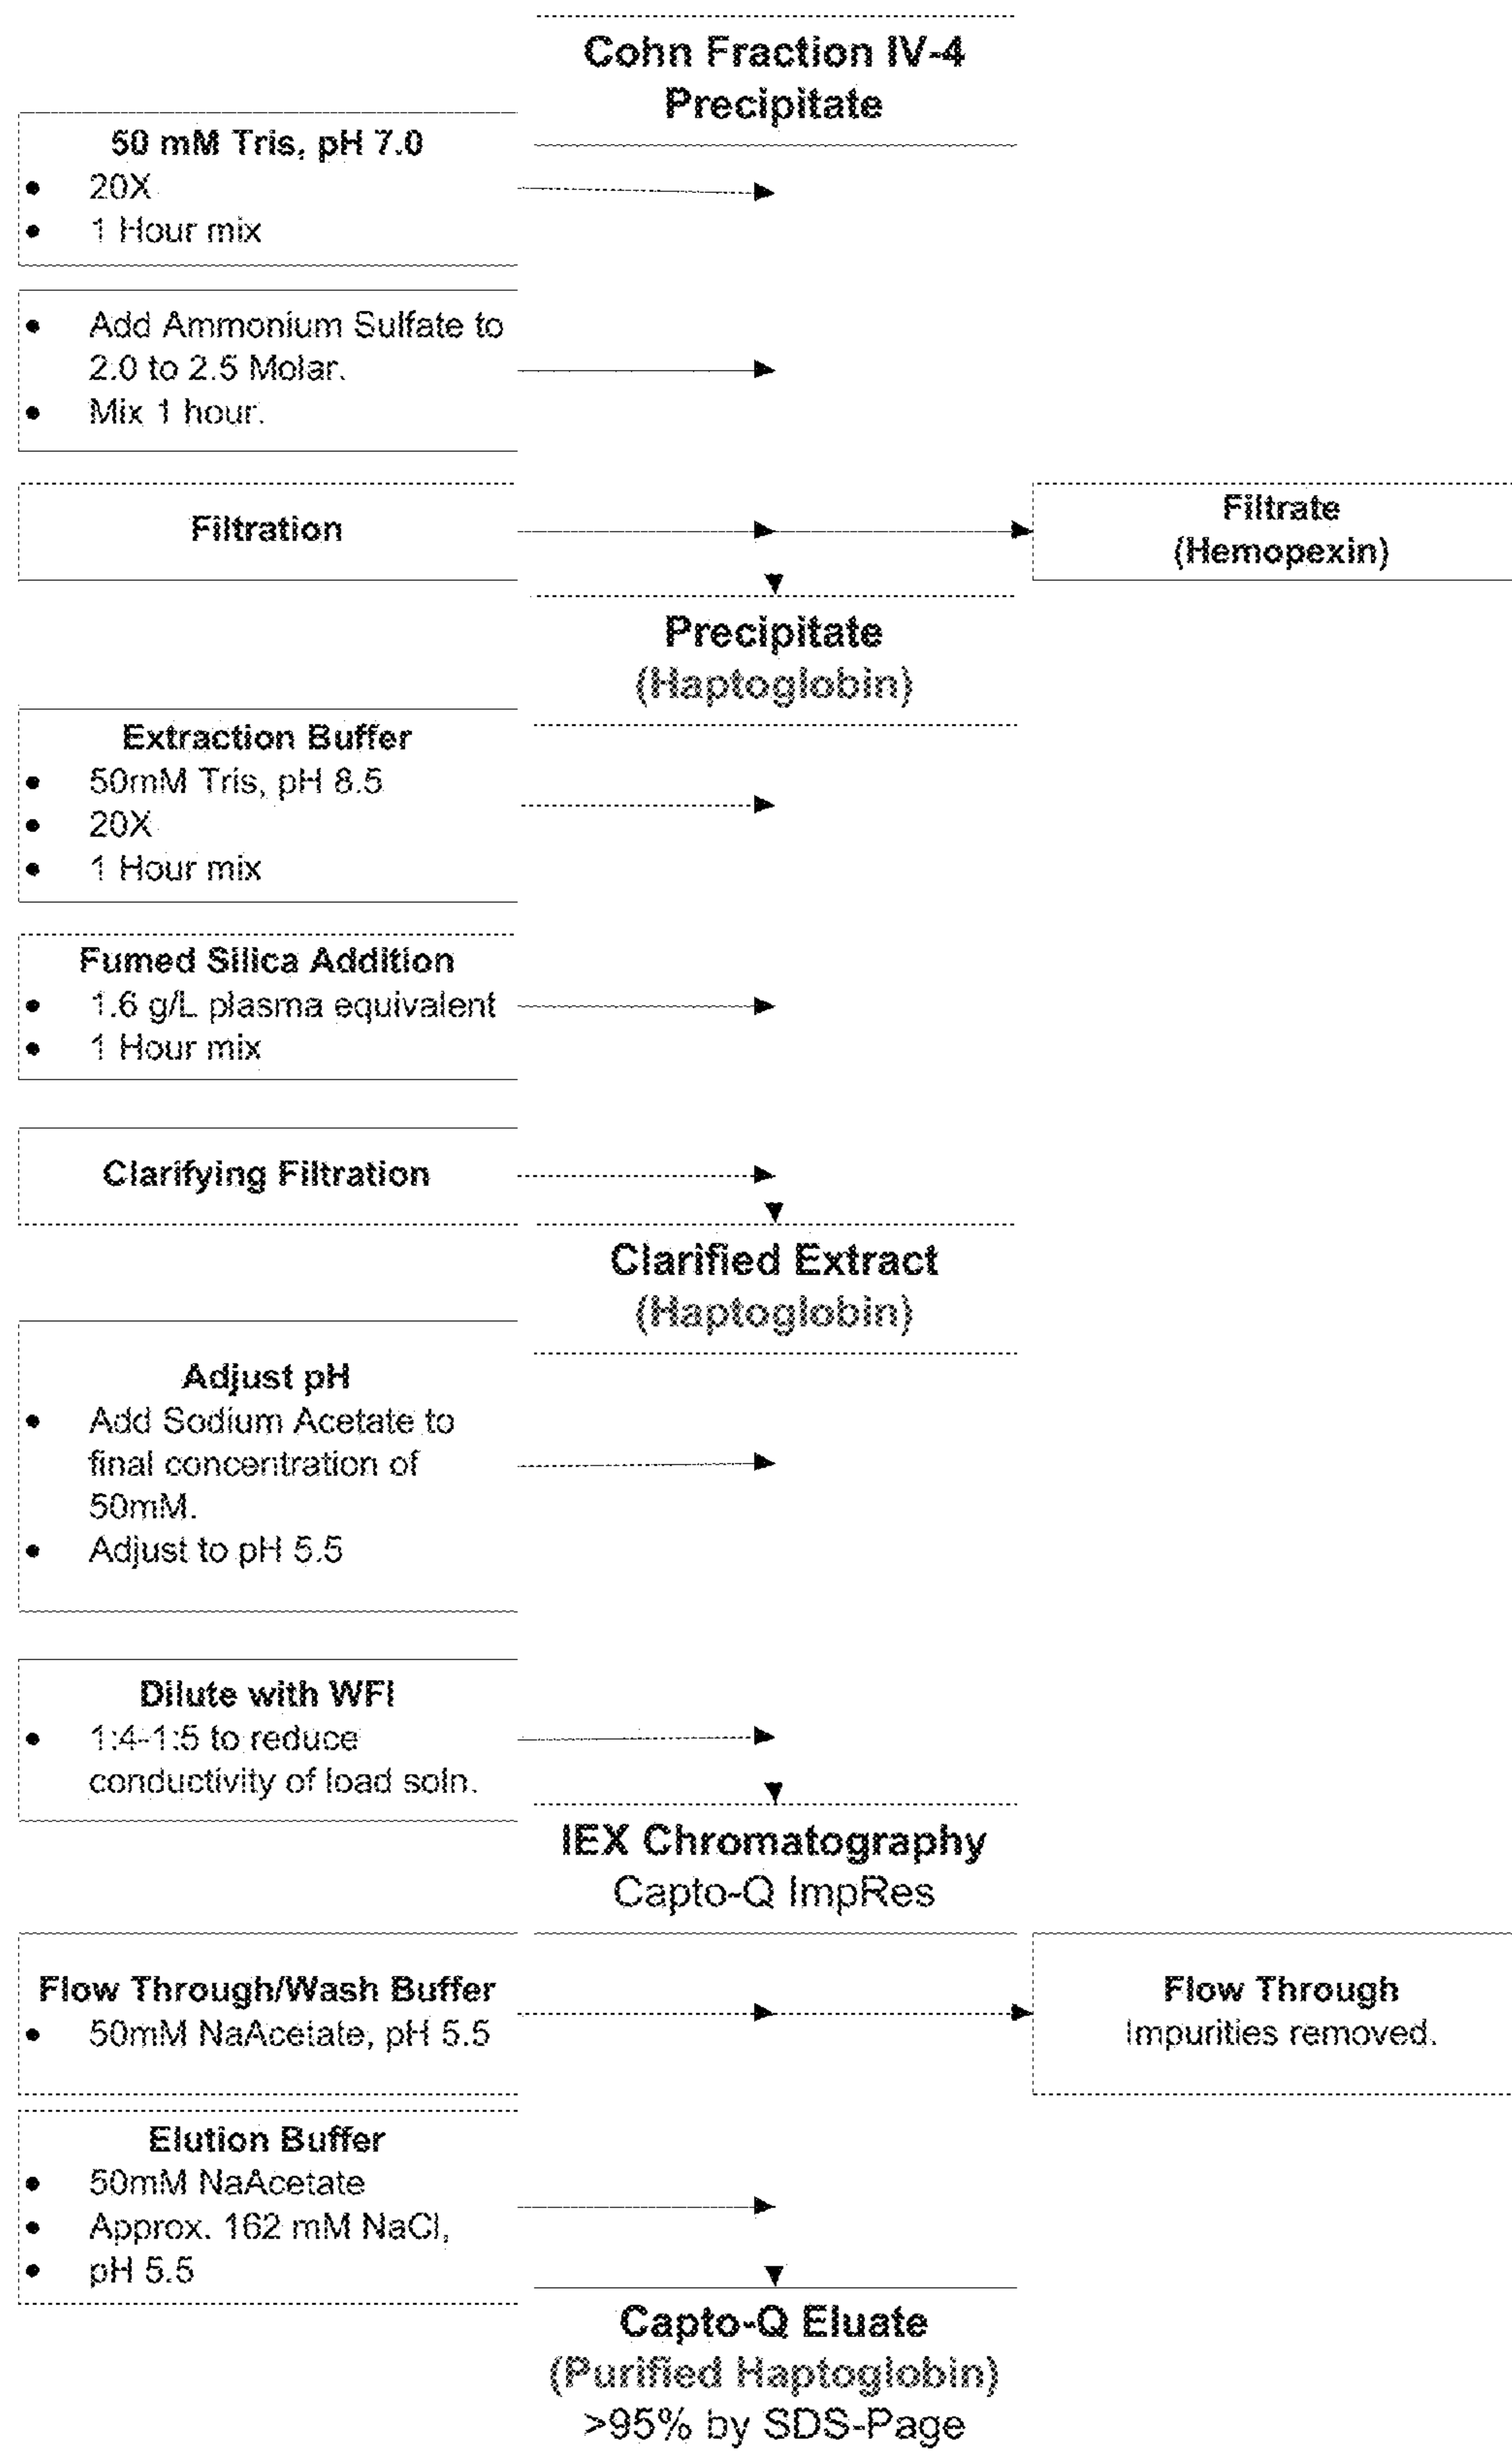 Cohn Fraction IV-4
Precipitate
50 mM Tris, pH 7.0
• 20X
• 1 Hour mix
• Add Ammonium Sulfate to
2.0 to 2.5 Molar.
• Mix 1 hour.
Filtration
Filtrate
(Hemopexin)
Precipitate
(Haptoglobin)
Extraction Buffer
• 50mM Tris, pH 8.5
• 20X
• 1 Hour mix
Fumed Silica Addition
• 1.6 g/L plasma equivalent
• 1 Hour mix
Clarifying Filtration
Clarified Extract
(Haptoglobin)
Adjust pH
• Add Sodium Acetate to
final concentration of
50mM.
• Adjust to pH 5.5
Dilute with WFI
• 1:4-1:5 to reduce
conductivity of load soln.
IEX Chromatography
Capto-Q ImpRes
Flow Through/Wash Buffer
• 50mM NaAcetate, pH 5.5
Flow Through
Impurities removed.
Elution Buffer
• 50mM NaAcetate
• Approx. 162 mM NaCl,
• pH 5.5
Capto-Q Eluate
(Purified Haptoglobin)
>95% by SDS-Page